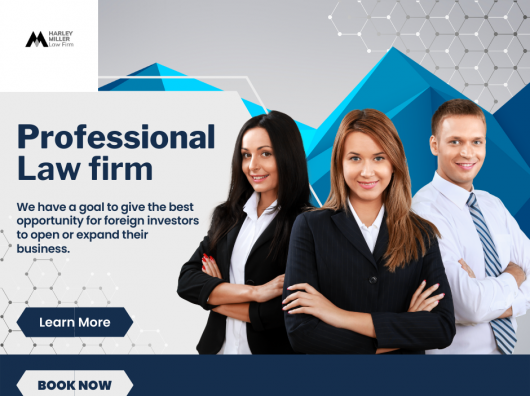 HARLEY
MILLER
Law Firm
Professional
Law firm
We have a goal to give the best
opportunity for foreign investors
to open or expand their
business.
Learn More
BOOK NOW